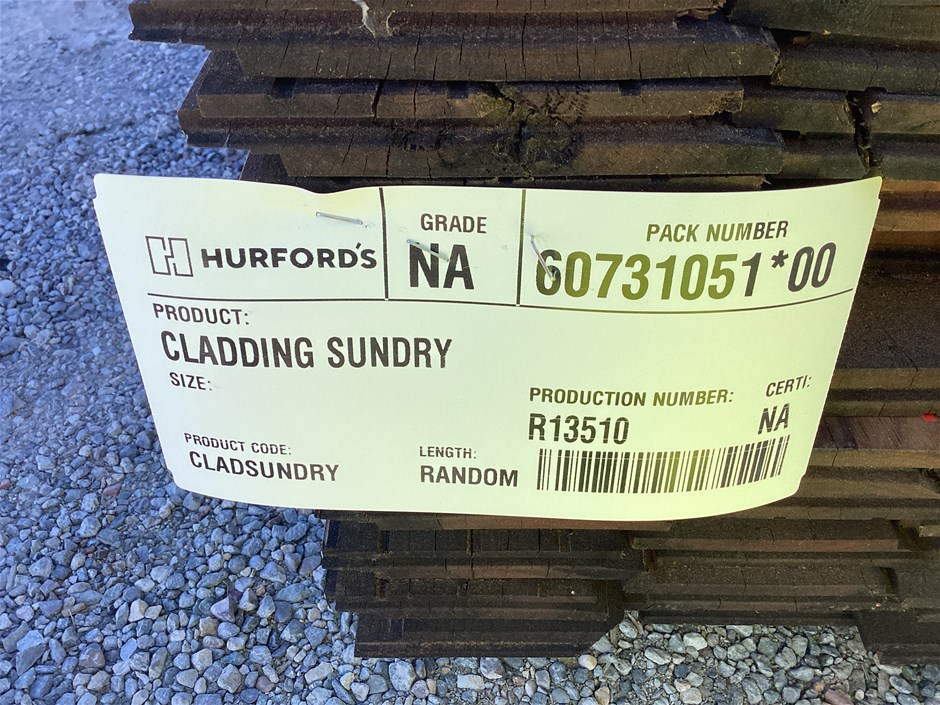 HURFORD'S
GRADE
NA
PACK NUMBER
60731051*00
PRODUCT:
CLADDING SUNDRY
SIZE:
PRODUCTION NUMBER:
R13510
CERTI:
NA
PRODUCT CODE:
CLADSUNDRY
LENGTH:
RANDOM